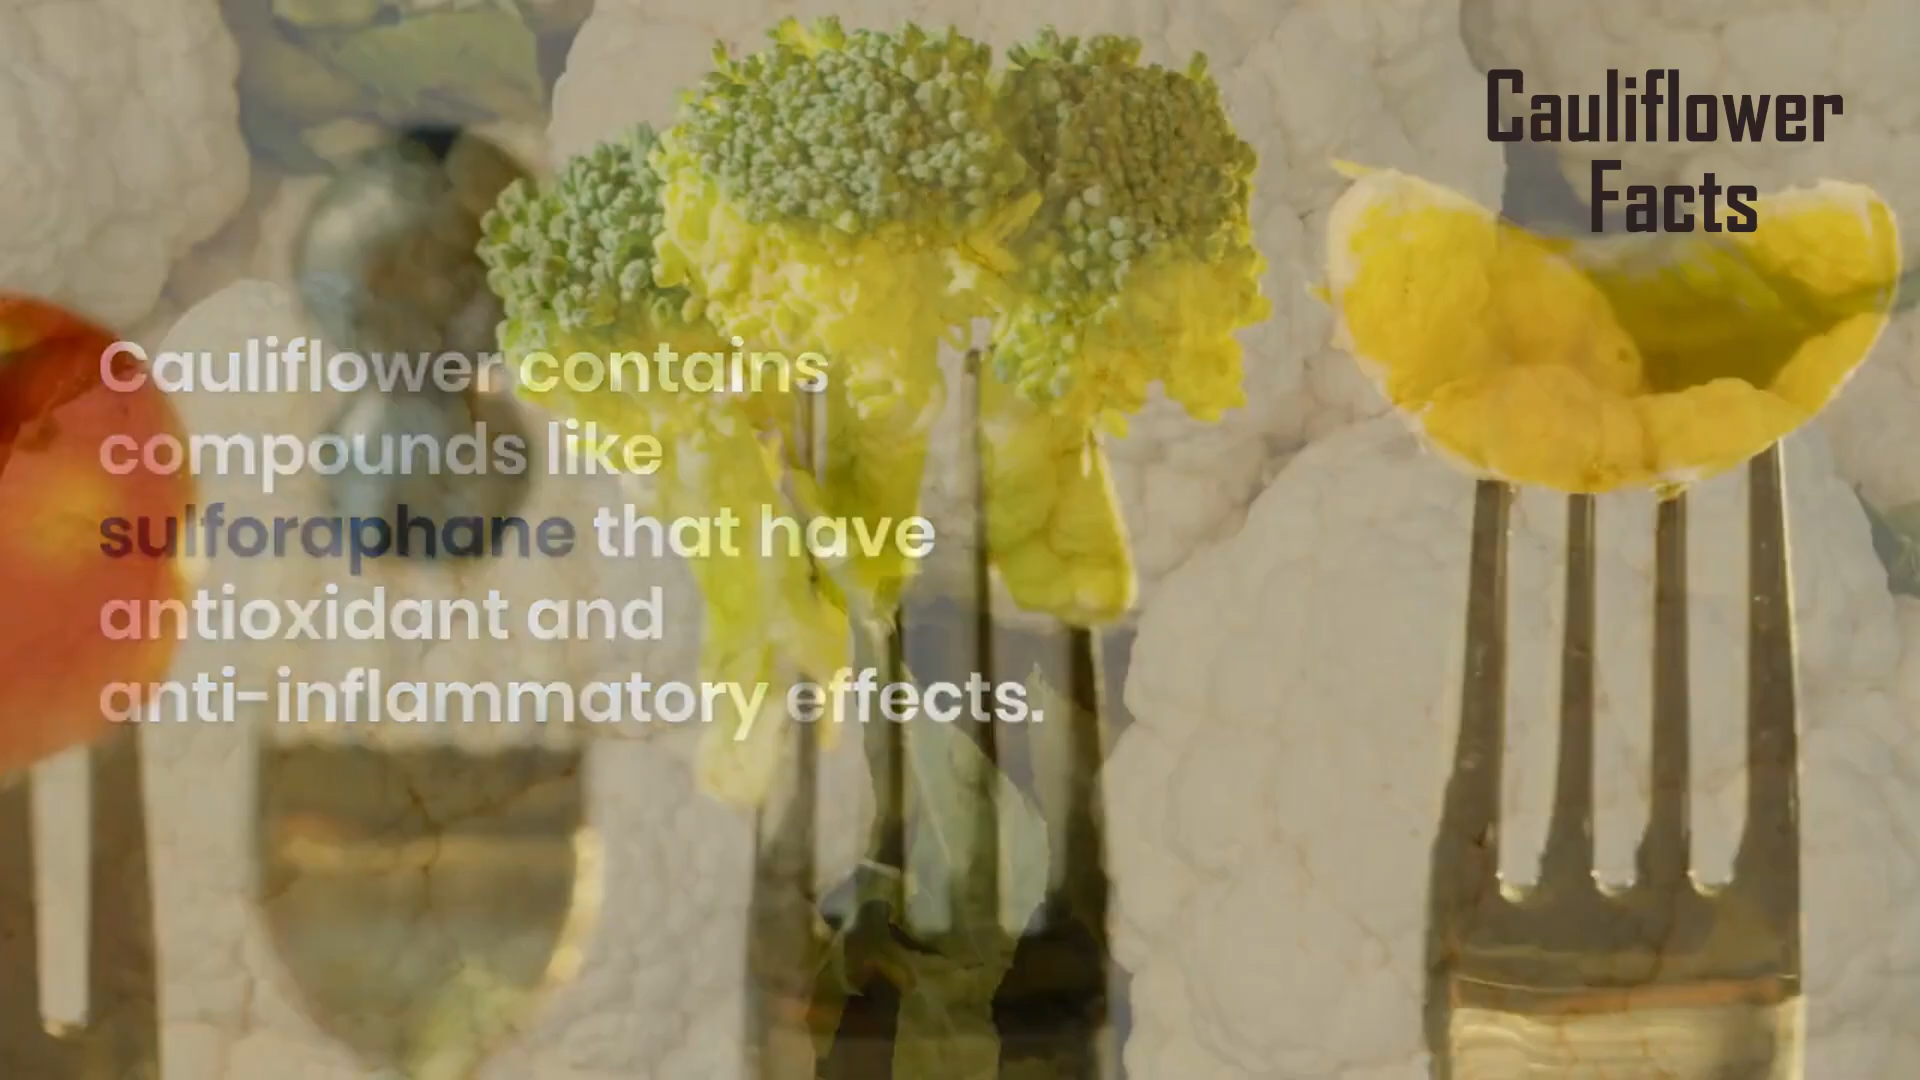 Cauliflower
Facts
Cauliflower contains
compounds like
sulforaphane that have
antioxidant and
anti-inflammatory effects.